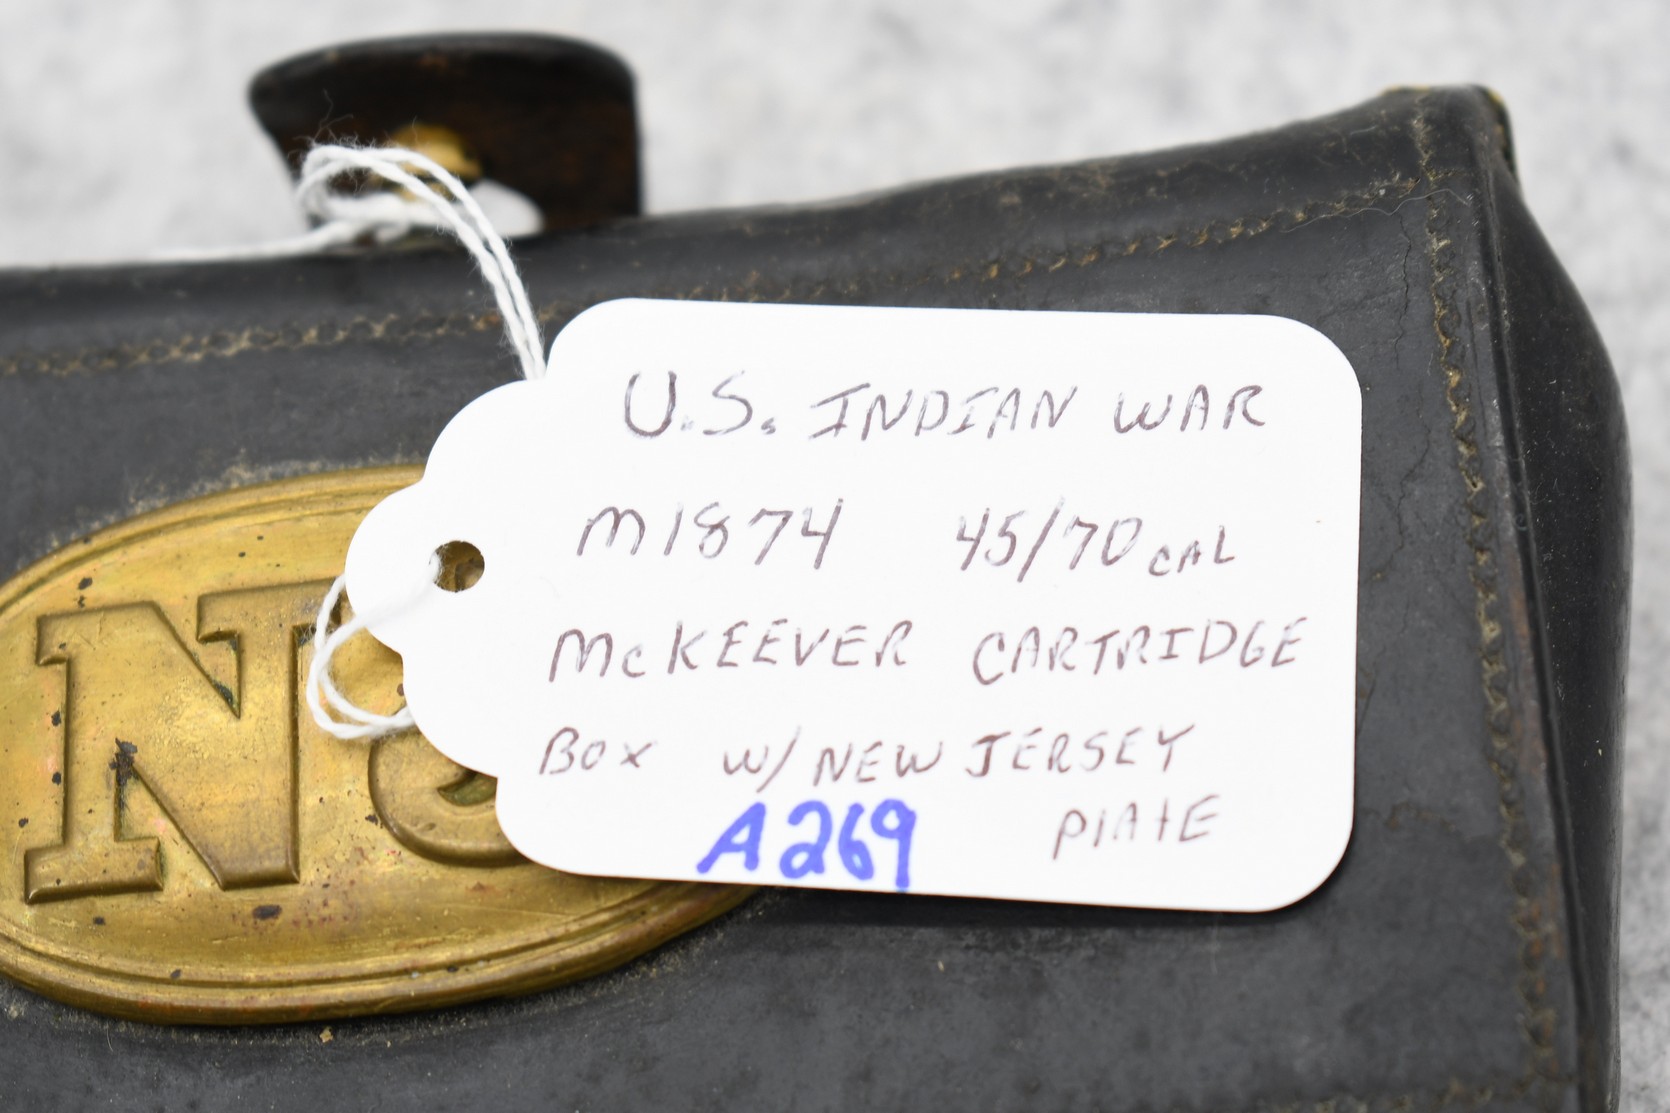 U.S. INDIAN WAR
M1874 45/70 CAL
McKEEVER CARTRIDGE
BOX W/ NEW JERSEY
PlAtE
A269
NJ